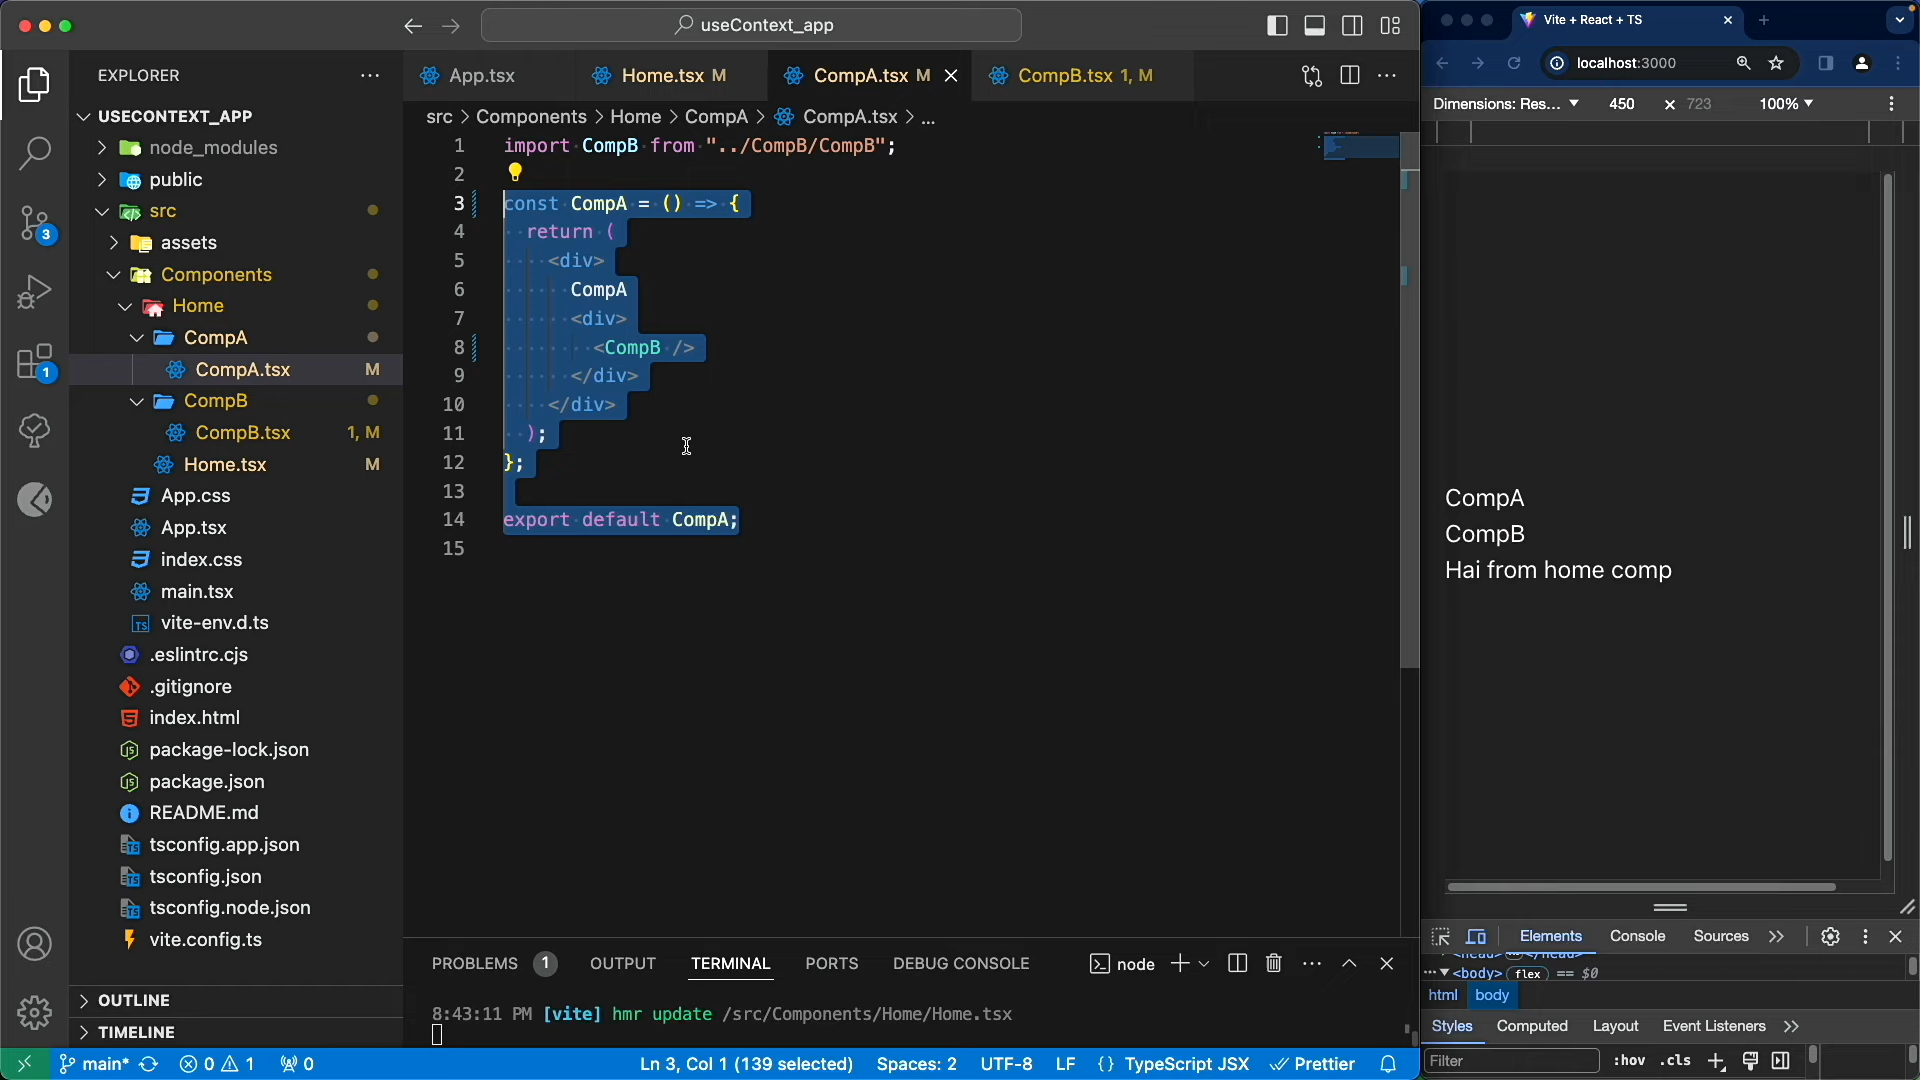 useContext_app
EXPLORER
USECONTEXT_APP
node_modules
public
src
assets
Components
Home
CompA
CompA.tsx M
CompB
CompB.tsx 1, M
Home.tsx M
App.css
App.tsx
index.css
main.tsx
TS vite-env.d.ts
.eslintrc.cjs
.gitignore
index.html
package-lock.json
package.json
README.md
tsconfig.app.json
tsconfig.json
tsconfig.node.json
vite.config.ts
OUTLINE
TIMELINE
3
1
App.tsx
Home.tsx M
CompA.tsx M
CompB.tsx 1, M
src > Components > Home > CompA > CompA.tsx > ...
1 import CompB from "../CompB/CompB";
2
3 const CompA = () => {
4 return (
5 <div>
6 CompA
7 <div>
8 <CompB />
9 </div>
10 </div>
11 );
12 };
13
14 export default CompA;
15
PROBLEMS 1 OUTPUT TERMINAL PORTS DEBUG CONSOLE
node
8:43:11 PM [vite] hmr update /src/Components/Home/Home.tsx
main* 0 1 0
Ln 3, Col 1 (139 selected) Spaces: 2 UTF-8 LF {} TypeScript JSX Prettier
Vite + React + TS
localhost:3000
Dimensions: Res... 450 × 723 100%
CompA
CompB
Hai from home comp
Elements Console Sources
<body> flex == $0
html body
Styles Computed Layout Event Listeners
Filter :hov .cls